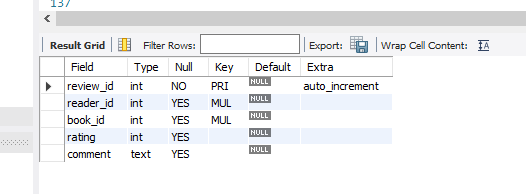 137
Result Grid Filter Rows: Export: Wrap Cell Content: IA
Field Type Null Key Default Extra
review_id int NO PRI NULL auto_increment
reader_id int YES MUL NULL
book_id int YES MUL NULL
rating int YES NULL
comment text YES NULL